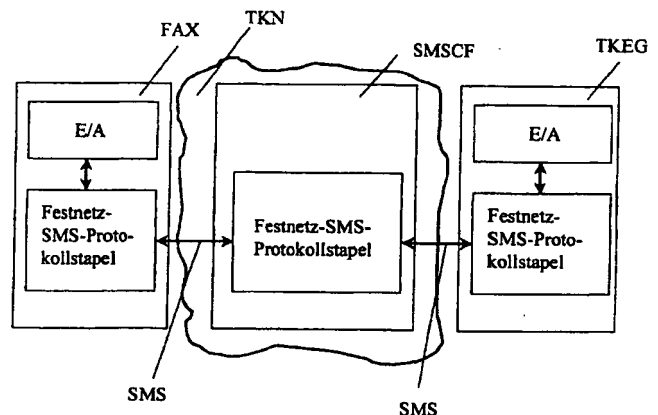 FAX
TKN
SMSCF
TKEG
E/A
Festnetz-
SMS-Proto-
kollstapel
Festnetz-SMS-
Protokollstapel
E/A
Festnetz-
SMS-Proto-
kollstapel
SMS
SMS